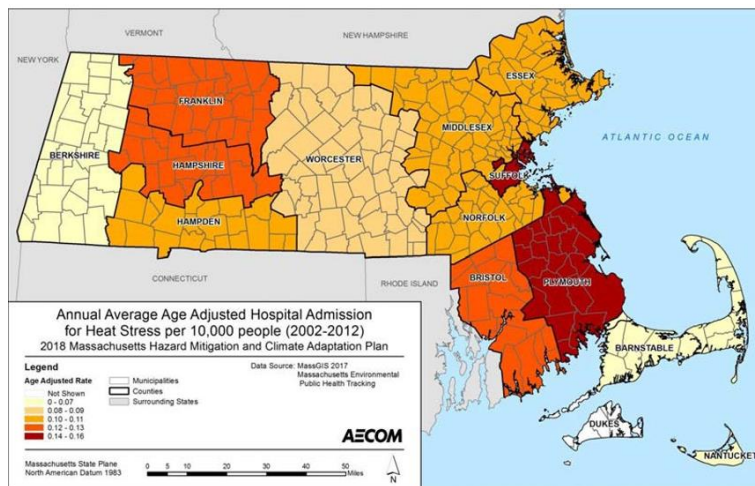 VERMONT
NEW HAMPSHIRE
NEW YORK
ESSEX
FRANKLIN
MIDDLESEX
ATLANTIC OCEAN
BERKSHIRE
HAMPSHIRE
WORCESTER
SUFFOLK
HAMPDEN
NORFOLK
CONNECTICUT
RHODE ISLAND
BRISTOL
PLYMOUTH
BARNSTABLE
DUKES
NANTUCKET
Annual Average Age Adjusted Hospital Admission
for Heat Stress per 10,000 people (2002-2012)
2018 Massachusetts Hazard Mitigation and Climate Adaptation Plan
Legend
Age Adjusted Rate
Not Shown
0 - 0.07
0.08 - 0.09
0.10 - 0.11
0.12 - 0.13
0.14 - 0.16
Municipalities
Counties
Surrounding States
Data Source: MassGIS 2017
Massachusetts Environmental
Public Health Tracking
AECOM
Massachusetts State Plane
North American Datum 1983
0 5 10 20 30 40 50
Miles
N